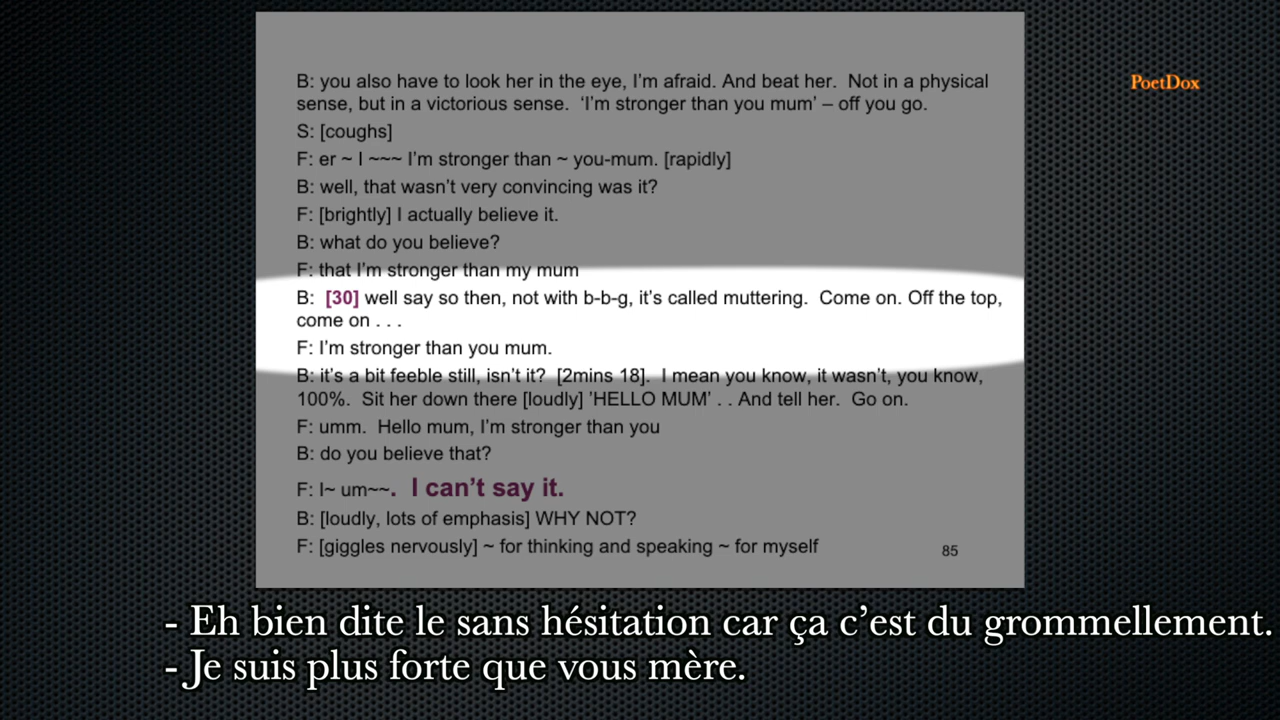 PoetDox
B: you also have to look her in the eye, I'm afraid. And beat her.  Not in a physical
sense, but in a victorious sense.  ‘I'm stronger than you mum’ – off you go.
S: [coughs]
F: er ~ I ~~~ I'm stronger than ~ you-mum. [rapidly]
B: well, that wasn't very convincing was it?
F: [brightly] I actually believe it.
B: what do you believe?
F: that I'm stronger than my mum
B:  [30] well say so then, not with b-b-g, it's called muttering.  Come on. Off the top,
come on . . .
F: I'm stronger than you mum.
B: it's a bit feeble still, isn't it?  [2mins 18].  I mean you know, it wasn't, you know,
100%.  Sit her down there [loudly] 'HELLO MUM' . . And tell her.  Go on.
F: umm.  Hello mum, I'm stronger than you
B: do you believe that?
F: I~ um~~.  I can't say it.
B: [loudly, lots of emphasis] WHY NOT?
F: [giggles nervously] ~ for thinking and speaking ~ for myself
85
- Eh bien dite le sans hésitation car ça c'est du grommellement.
- Je suis plus forte que vous mère.